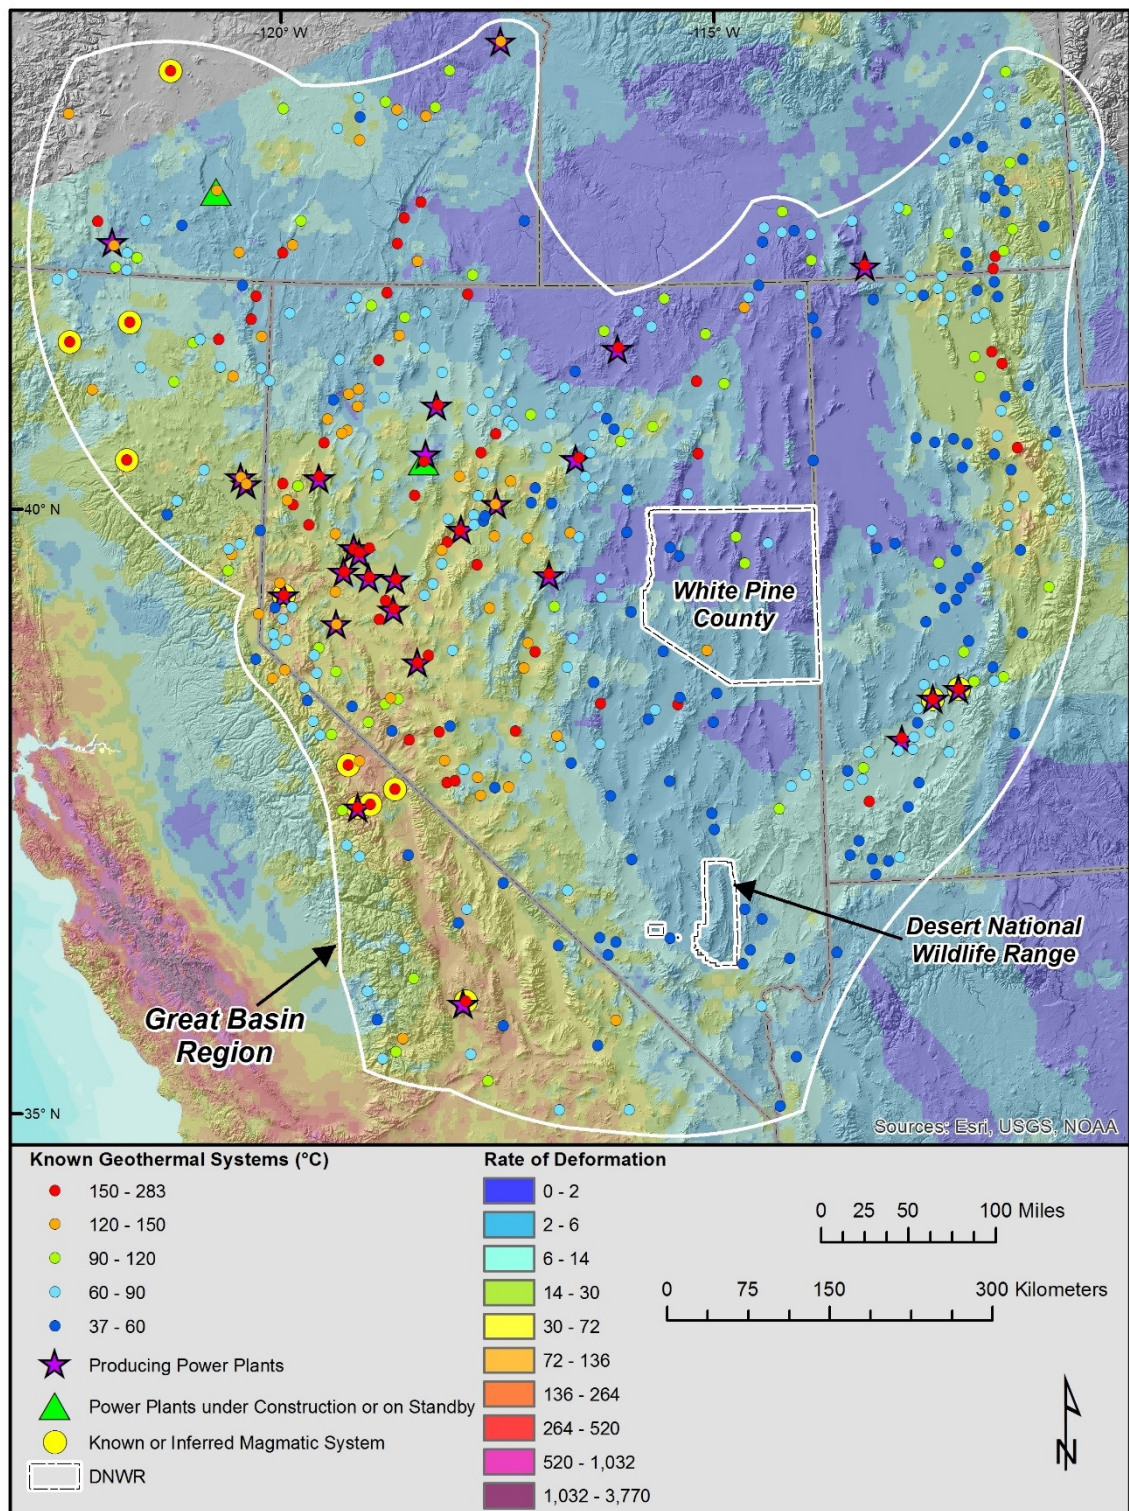 120° W
115° W
40° N
White Pine
County
Desert National
Wildlife Range
Great Basin
Region
35° N
Sources: Esri, USGS, NOAA
Known Geothermal Systems (°C)
150 - 283
120 - 150
90 - 120
60 - 90
37 - 60
Producing Power Plants
Power Plants under Construction or on Standby
Known or Inferred Magmatic System
DNWR
Rate of Deformation
0 - 2
2 - 6
6 - 14
14 - 30
30 - 72
72 - 136
136 - 264
264 - 520
520 - 1,032
1,032 - 3,770
0 25 50 100 Miles
0 75 150 300 Kilometers
N